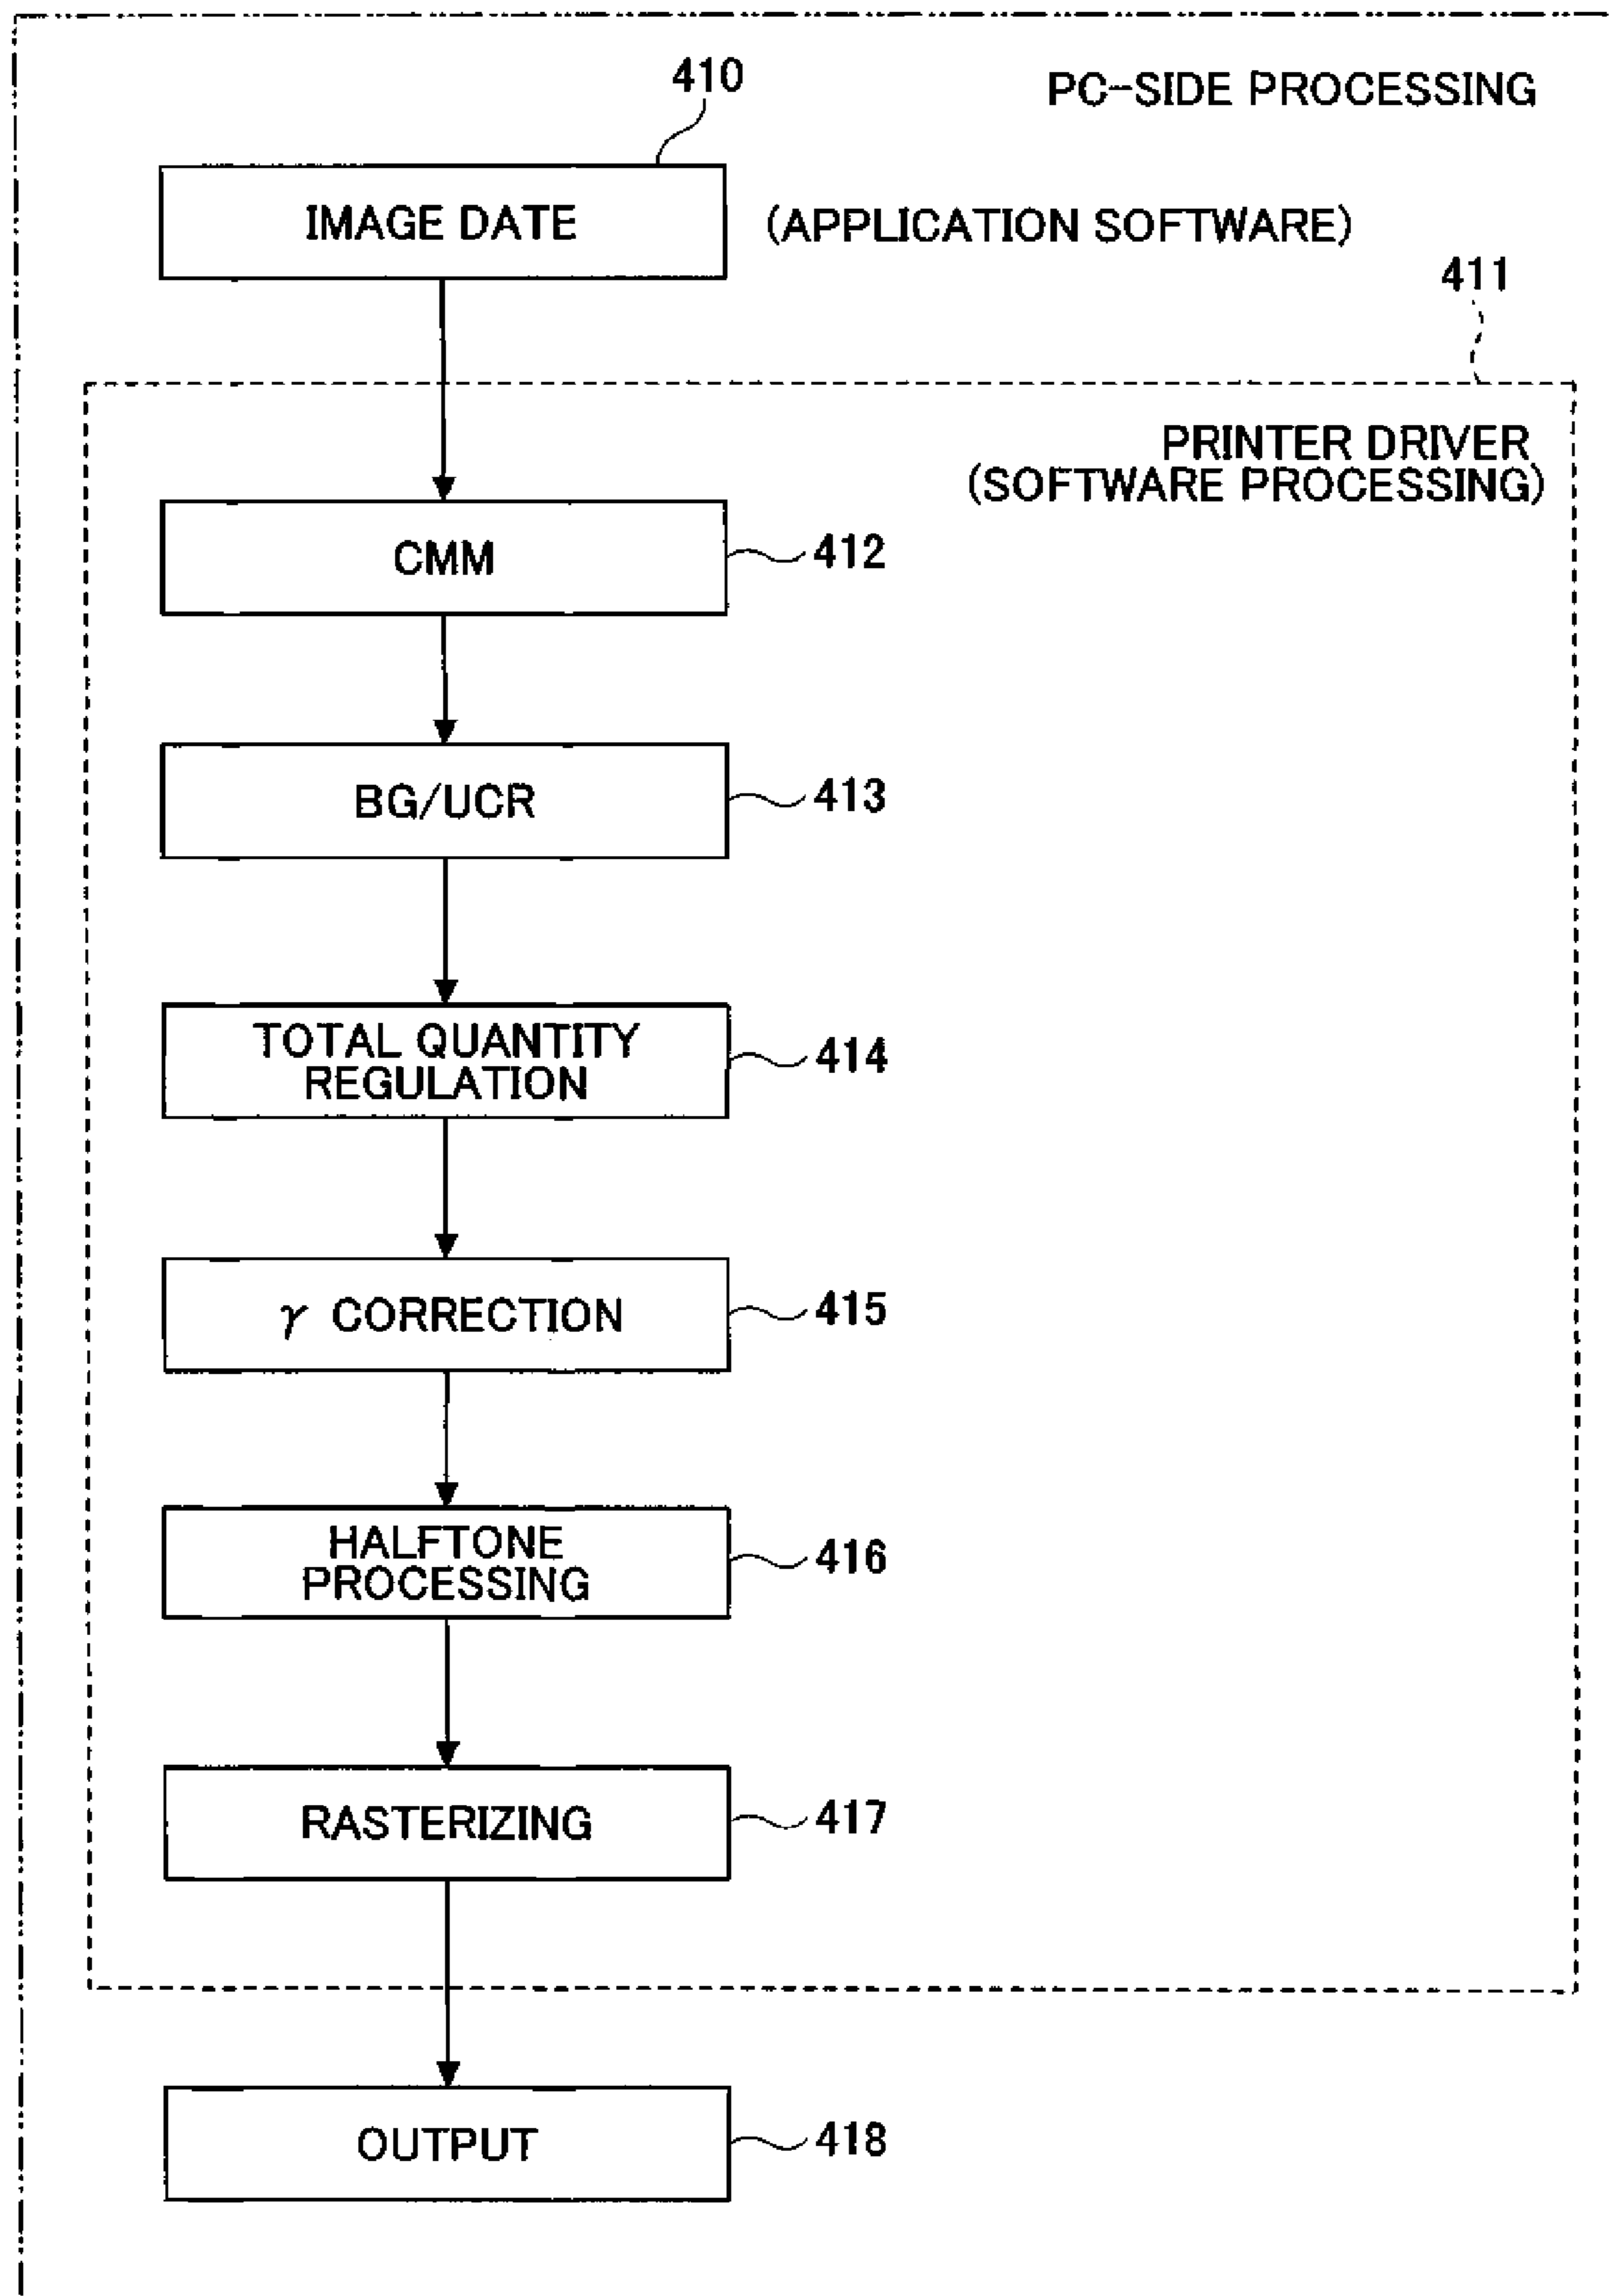 410
PC-SIDE PROCESSING
IMAGE DATE
(APPLICATION SOFTWARE)
411
PRINTER DRIVER
(SOFTWARE PROCESSING)
CMM
412
BG/UCR
413
TOTAL QUANTITY
REGULATION
414
γ CORRECTION
415
HALFTONE
PROCESSING
416
RASTERIZING
417
OUTPUT
418